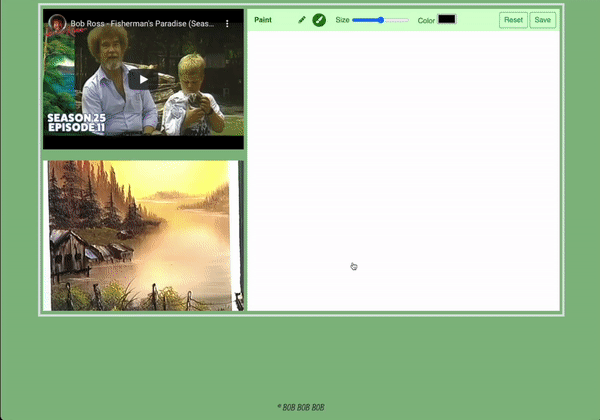 Bob Ross - Fisherman's Paradise (Seas...
SEASON 25
EPISODE 11
Paint Size Color Reset Save
* BOB BOB BOB